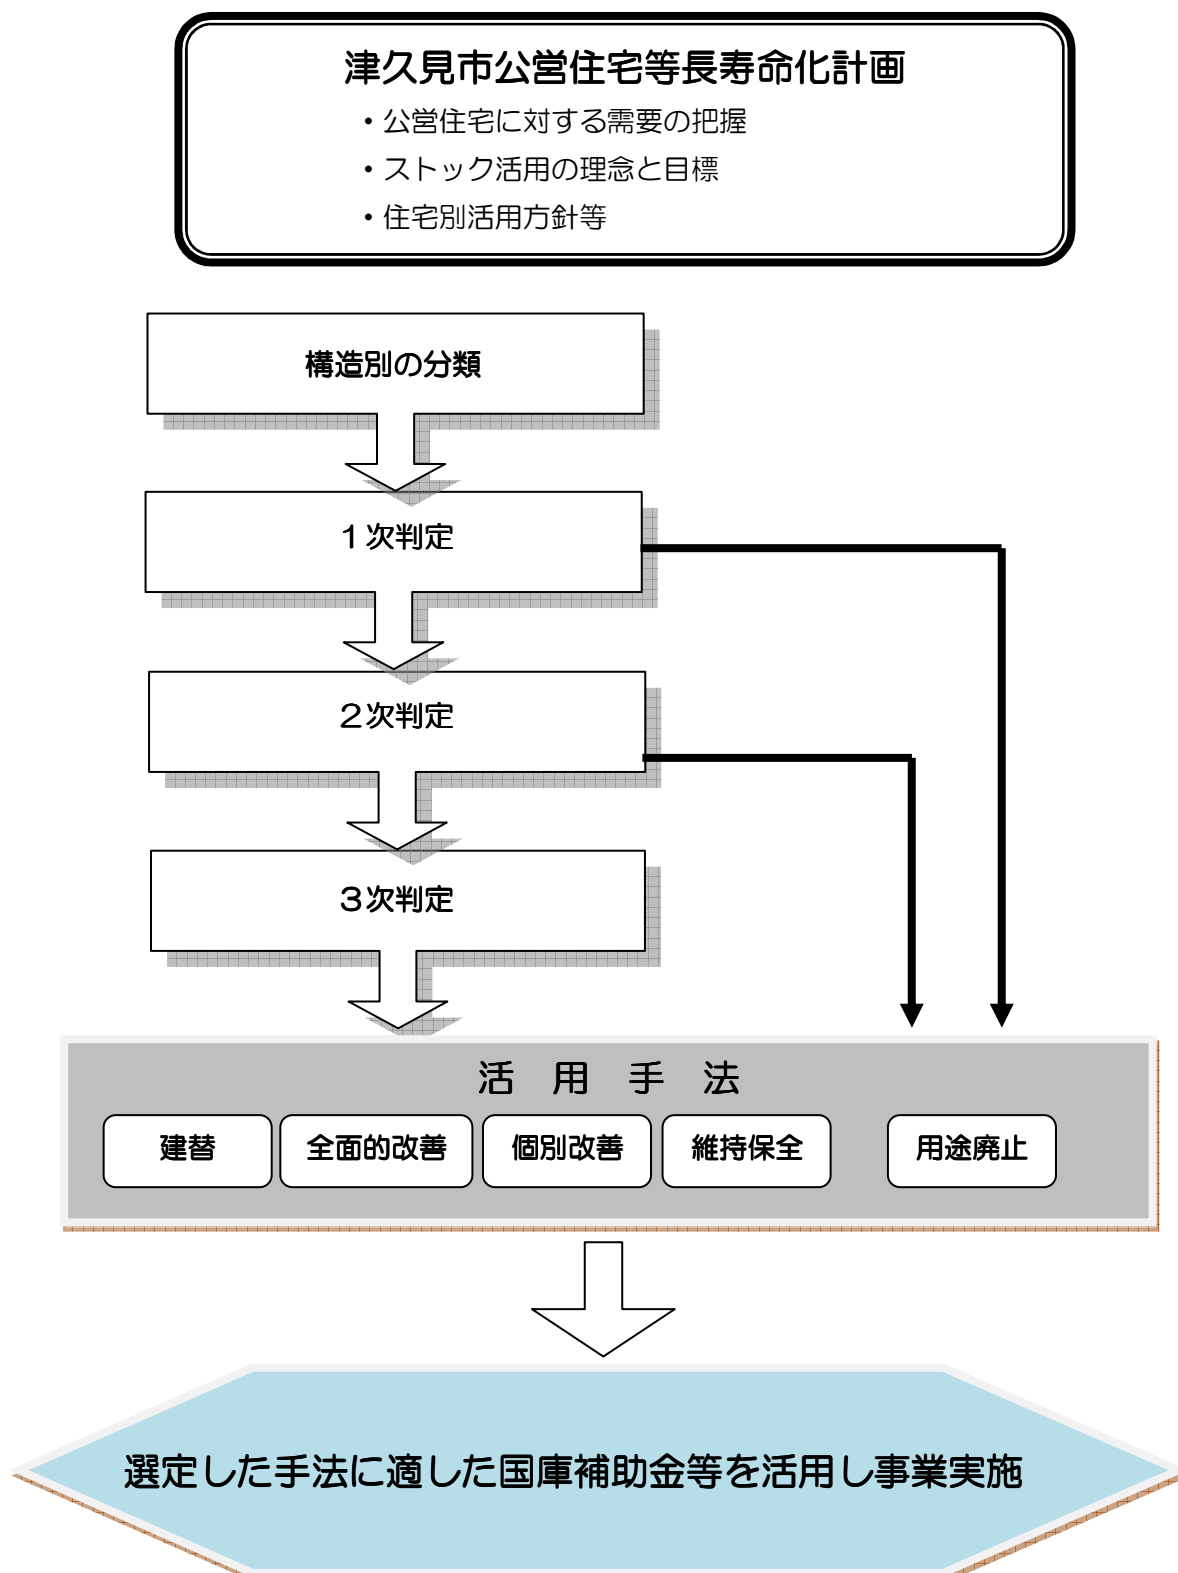 津久見市公営住宅等長寿命化計画
・公営住宅に対する需要の把握
・ストック活用の理念と目標
・住宅別活用方針等
構造別の分類
１次判定
２次判定
３次判定
活　用　手　法
建替
全面的改善
個別改善
維持保全
用途廃止
選定した手法に適した国庫補助金等を活用し事業実施